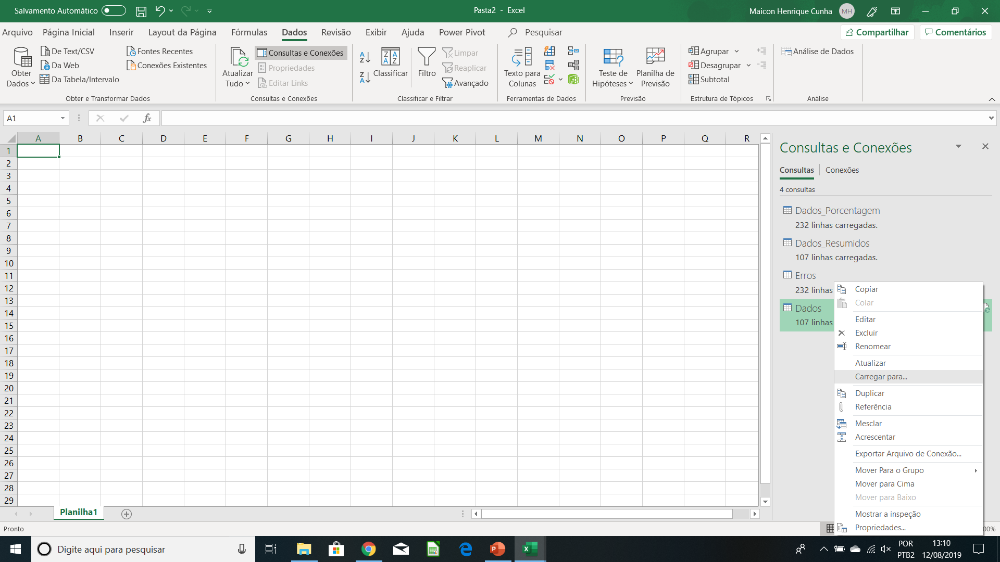 Salvamento Automático
Pasta2 - Excel
Maicon Henrique Cunha
MH
Arquivo
Página Inicial
Inserir
Layout da Página
Fórmulas
Dados
Revisão
Exibir
Ajuda
Power Pivot
Pesquisar
Compartilhar
Comentários
Obter
Dados
De Text/CSV
Da Web
Da Tabela/Intervalo
Fontes Recentes
Conexões Existentes
Obter e Transformar Dados
Atualizar
Tudo
Consultas e Conexões
Propriedades
Editar Links
Consultas e Conexões
Classificar
Filtro
Limpar
Reaplicar
Avançado
Classificar e Filtrar
Texto para
Colunas
Ferramentas de Dados
Teste de
Hipóteses
Planilha de
Previsão
Previsão
Agrupar
Desagrupar
Subtotal
Estrutura de Tópicos
Análise de Dados
Análise
A1
fx
A B C D E F G H I J K L M N O P Q R
1
2
3
4
5
6
7
8
9
10
11
12
13
14
15
16
17
18
19
20
21
22
23
24
25
26
27
28
29
Consultas e Conexões
Consultas
Conexões
4 consultas
Dados_Porcentagem
232 linhas carregadas.
Dados_Resumidos
107 linhas carregadas.
Erros
232 linhas
Dados
107 linhas
Copiar
Colar
Editar
Excluir
Renomear
Atualizar
Carregar para...
Duplicar
Referência
Mesclar
Acrescentar
Exportar Arquivo de Conexão...
Mover Para o Grupo
Mover para Cima
Mover para Baixo
Mostrar a inspeção
Propriedades...
Planilha1
Pronto
00%
Digite aqui para pesquisar
POR
PTB2
13:10
12/08/2019